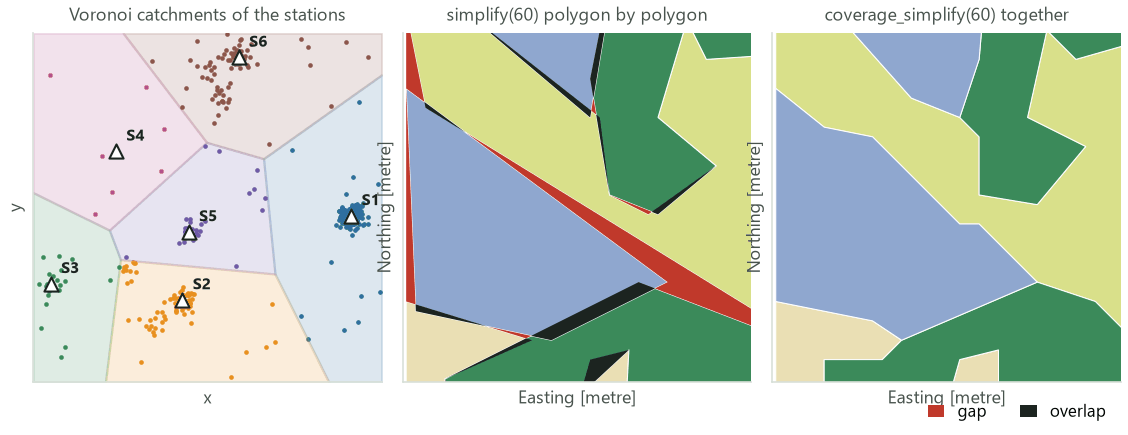 Voronoi catchments of the stations
simplify(60) polygon by polygon
coverage_simplify(60) together
S6
S4
S1
S5
S3
S2
y
x
Northing [metre]
Easting [metre]
Northing [metre]
Easting [metre]
gap
overlap